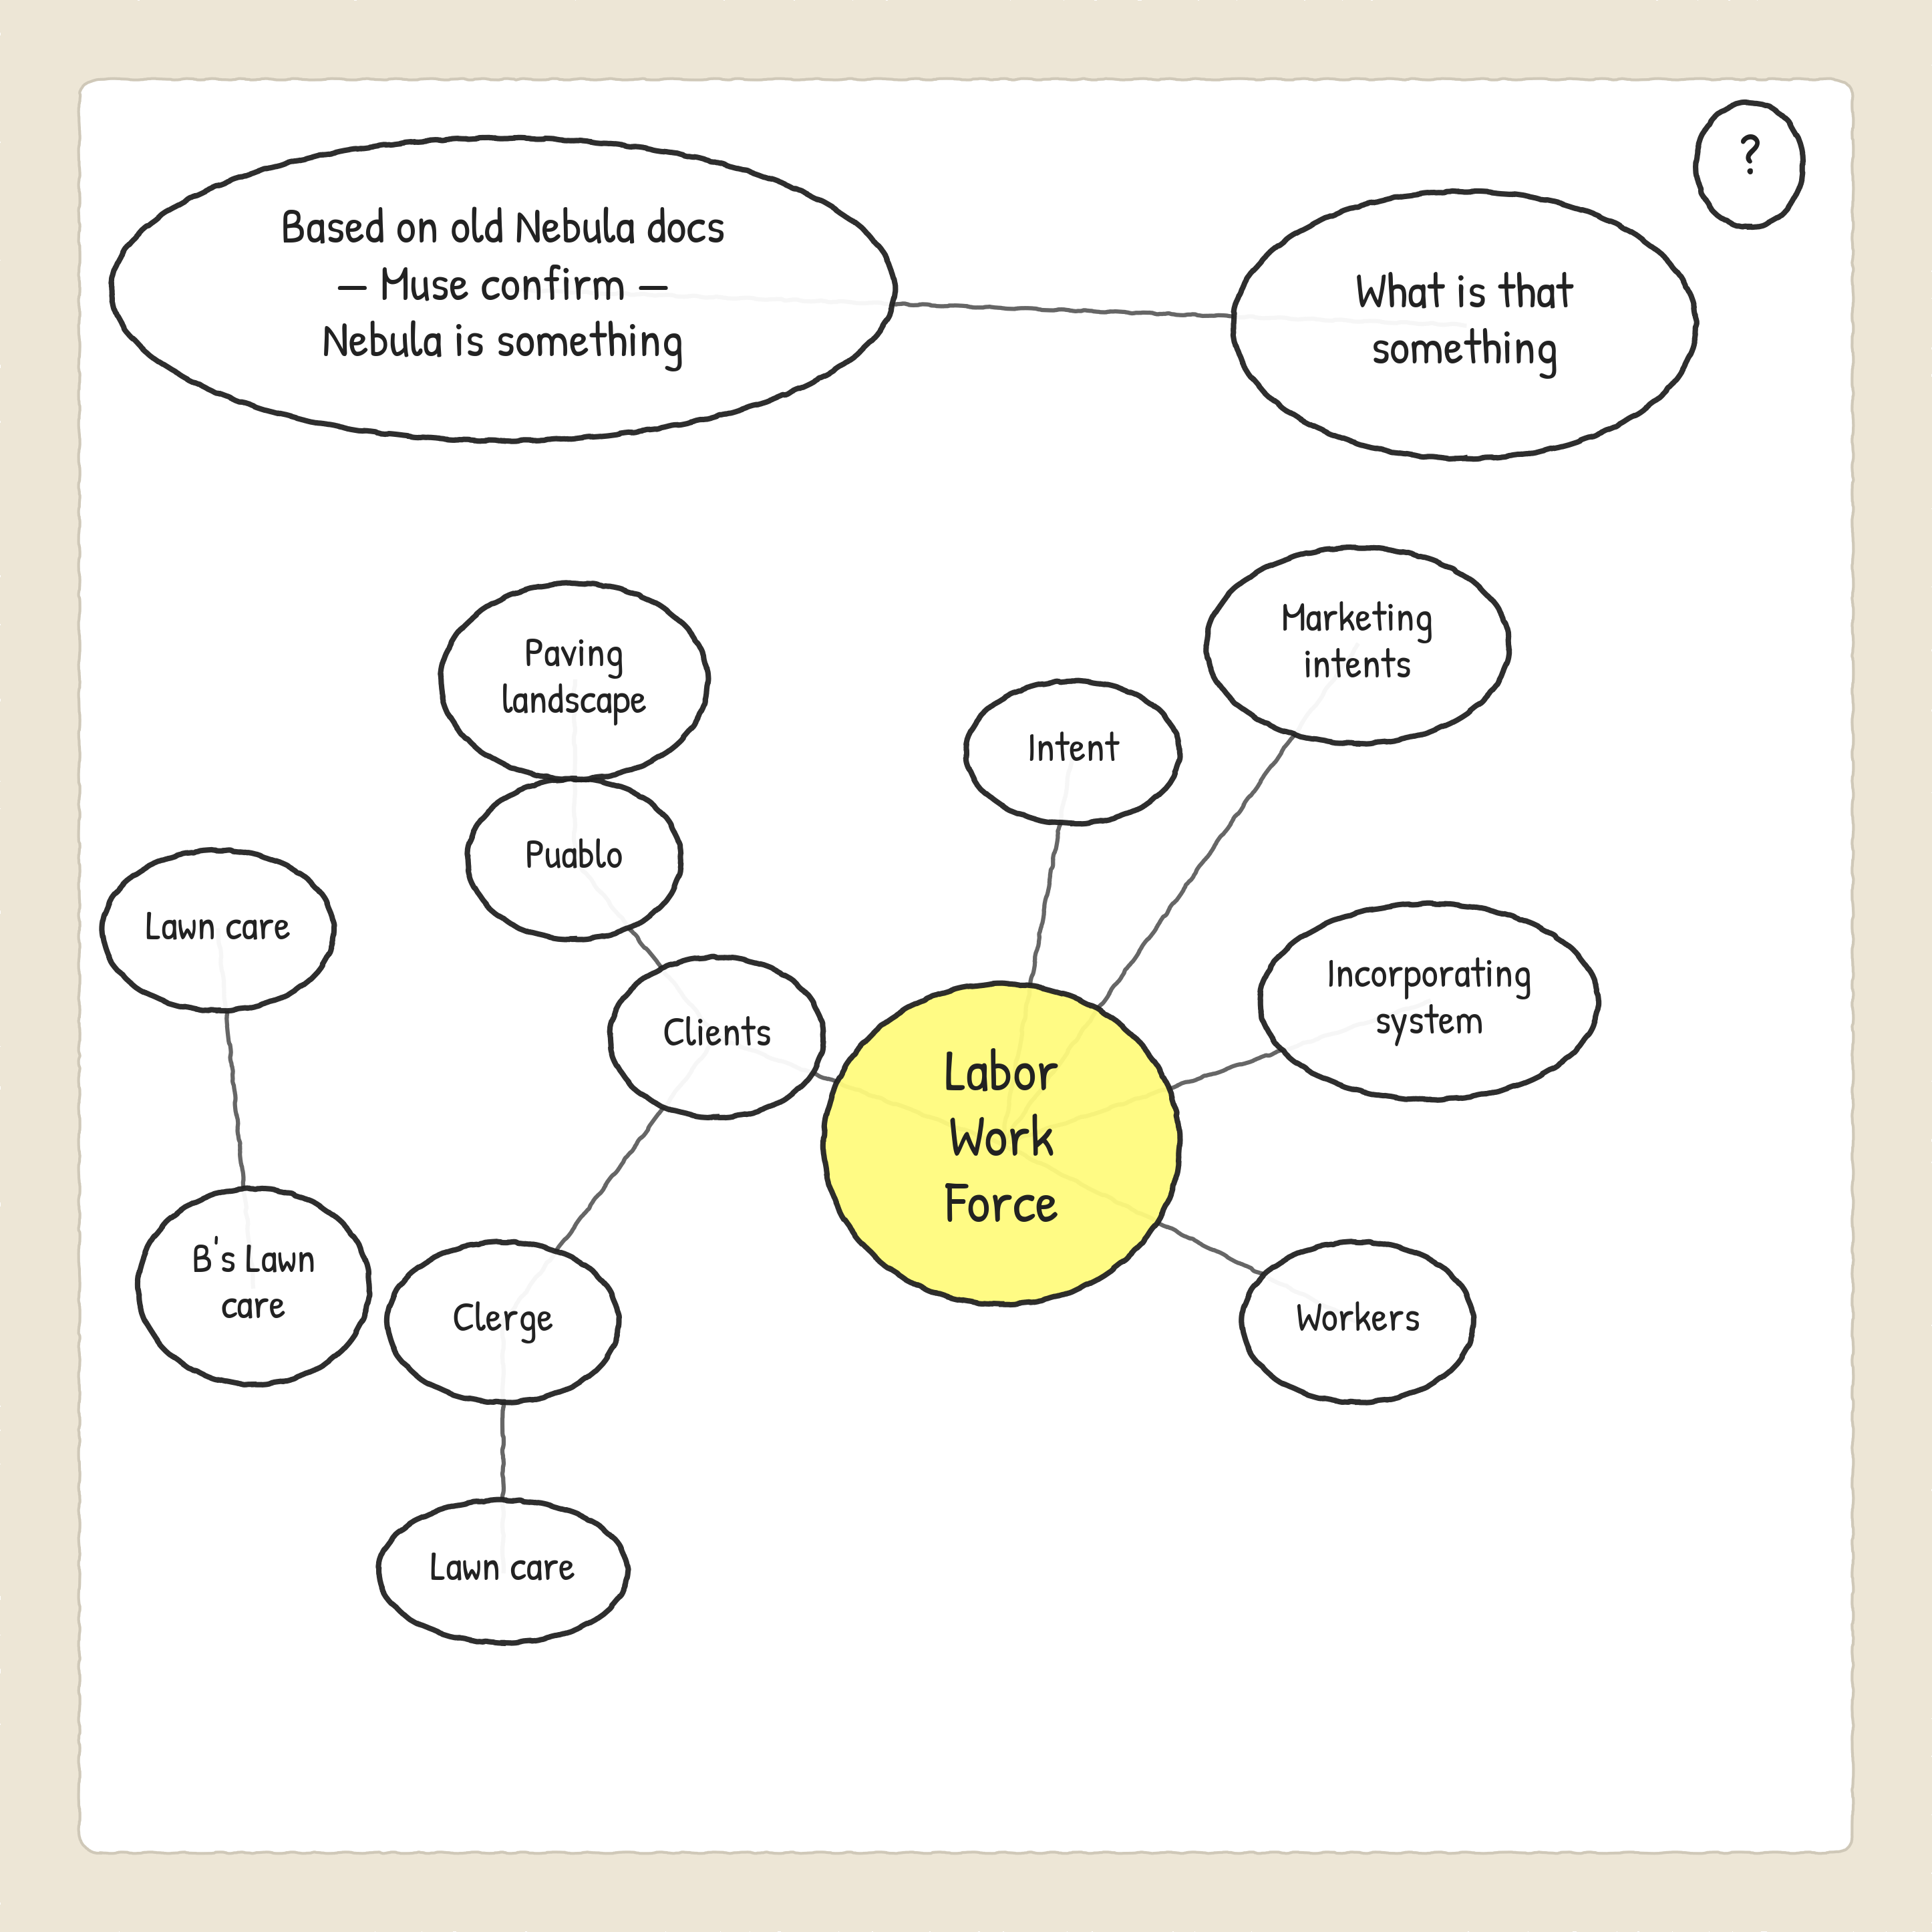 ?
Based on old Nebula docs
— Muse confirm —
Nebula is something
What is that
something
Marketing
intents
Paving
landscape
Intent
Puablo
Lawn care
Incorporating
system
Clients
Labor
Work
Force
B's Lawn
care
Clerge
Workers
Lawn care